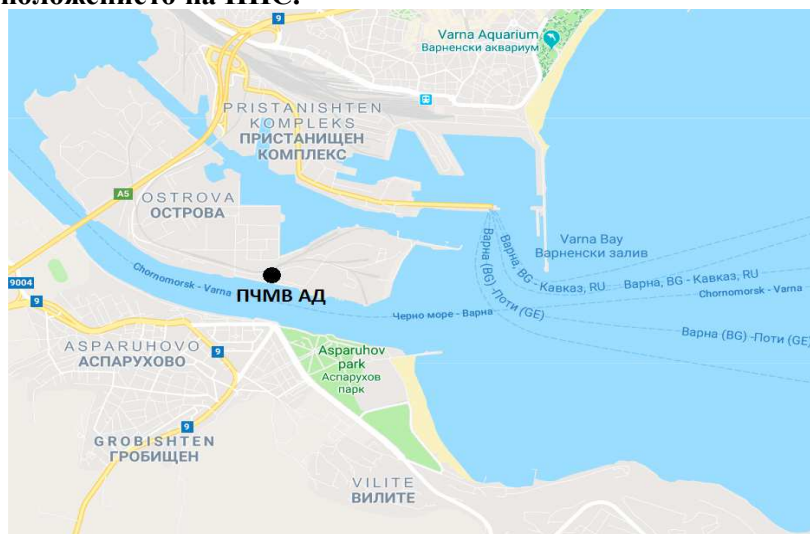 положението на ППС.
9
Varna Aquarium
Варненски аквариум
PRISTANISHTEN
KOMPLEKS
ПРИСТАНИЩЕН
КОМПЛЕКС
A5
OSTROVA
ОСТРОВА
Varna Bay
Варненски залив
Варна, BG - Кавказ, RU
Варна, BG - Кавказ, RU
Варна (BG) -Поти (GE)
Chornomorsk - Varna
Chornomorsk - Varna
9004
ПЧМВ АД
9
Черно море - Варна
Варна (BG) -Поти (GE)
ASPARUHOVO
АСПАРУХОВО
9
Asparuhov
park
Аспарухов
парк
9
GROBISHTEN
ГРОБИЩЕН
VILITE
ВИЛИТЕ